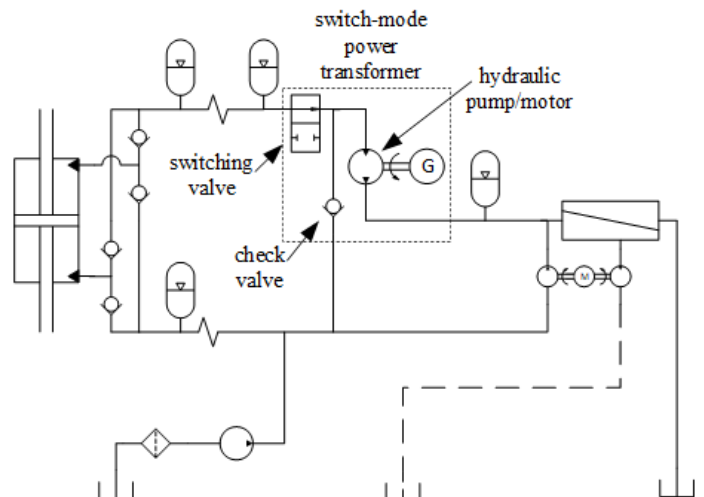 switch-mode
power
transformer
hydraulic
pump/motor
switching
valve
G
check
valve
M